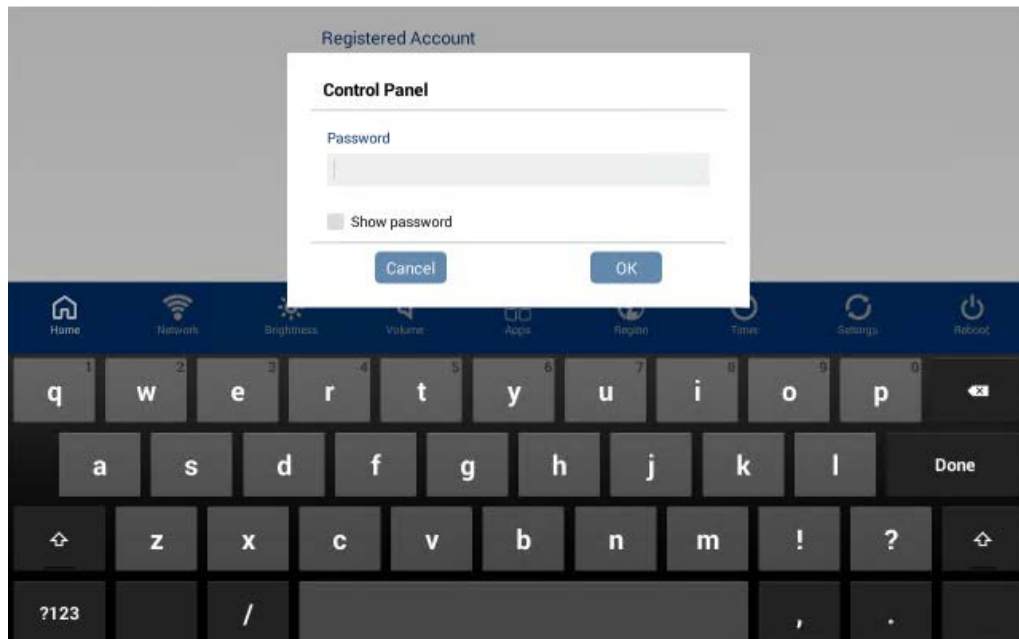 Registered Account
Control Panel
Password
Show password
Cancel OK
Home Network Brightness Volume Apps Region Timer Settings Reboot
1 2 3 4 5 6 7 8 9 0
q w e r t y u i o p
a s d f g h j k l Done
z x c v b n m ! ?
?123 / , .